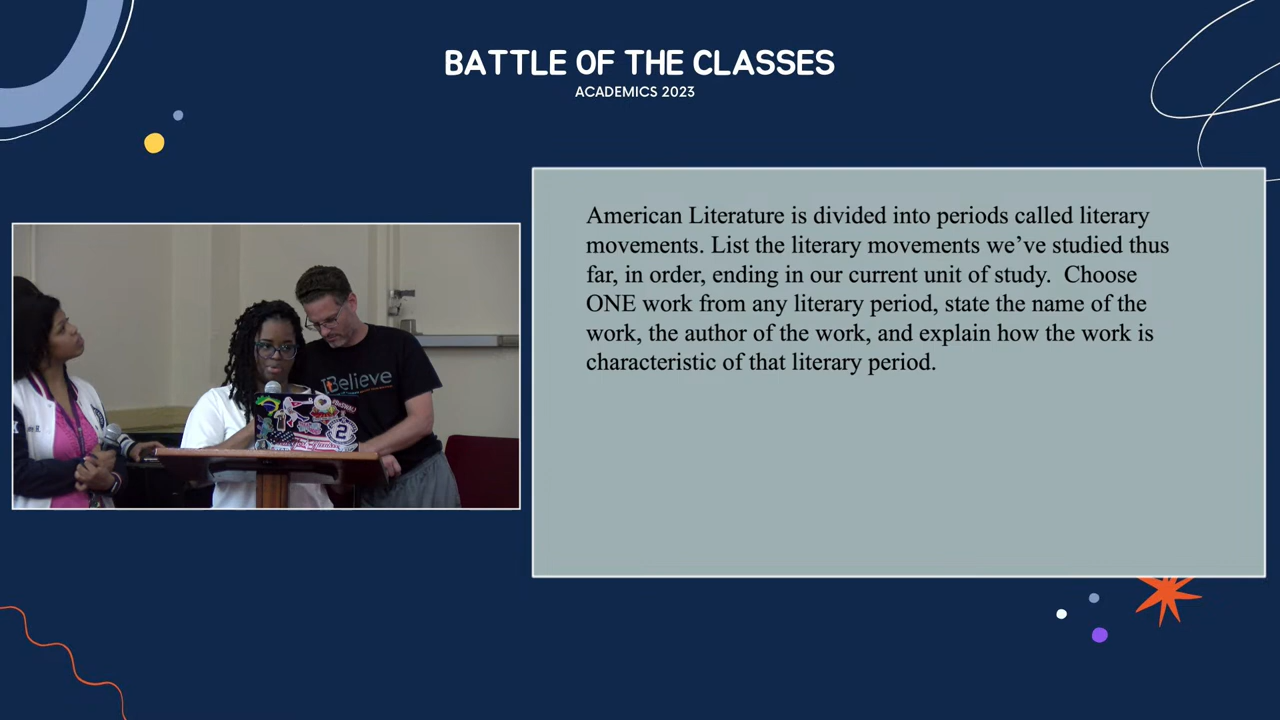 BATTLE OF THE CLASSES
ACADEMICS 2023
American Literature is divided into periods called literary
movements. List the literary movements we’ve studied thus
far, in order, ending in our current unit of study.  Choose
ONE work from any literary period, state the name of the
work, the author of the work, and explain how the work is
characteristic of that literary period.
IBelieve
2